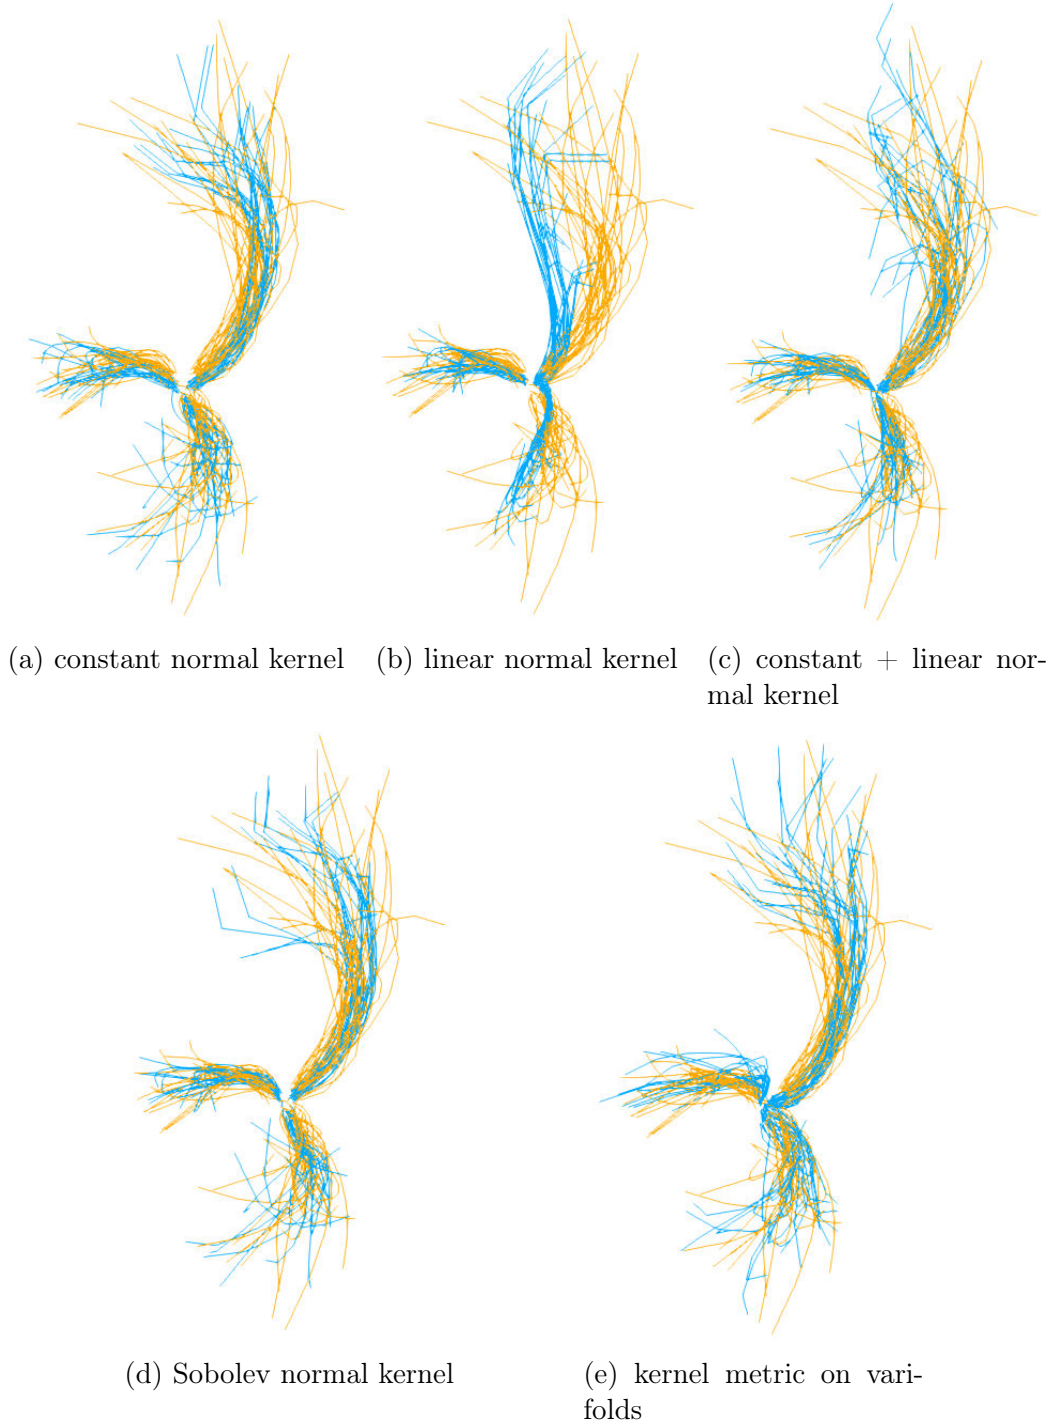 (a) constant normal kernel
(b) linear normal kernel
(c) constant + linear nor-
mal kernel
(d) Sobolev normal kernel
(e) kernel metric on vari-
folds